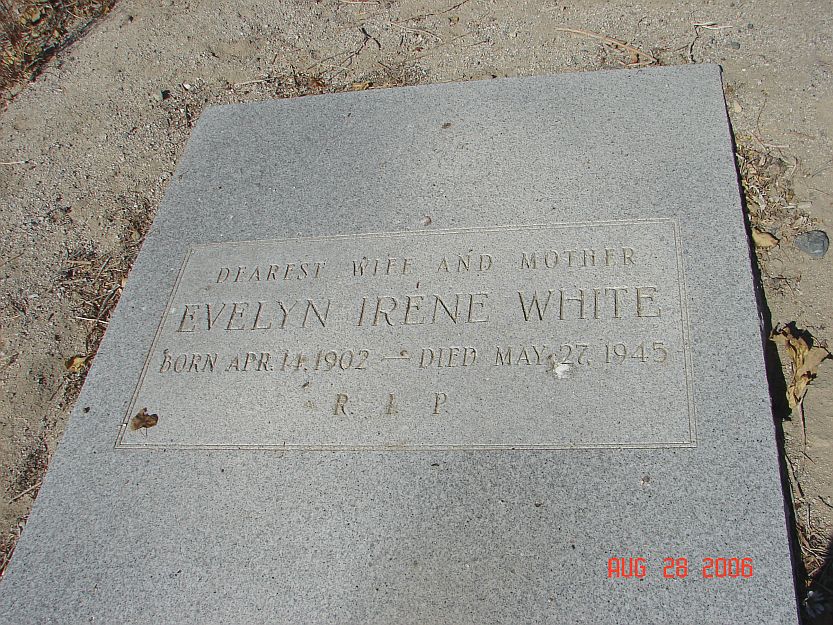 DEAREST WIFE AND MOTHER
EVELYN IRENE WHITE
BORN APR. 14, 1902 — DIED MAY 27, 1945
R I P
AUG 28 2006